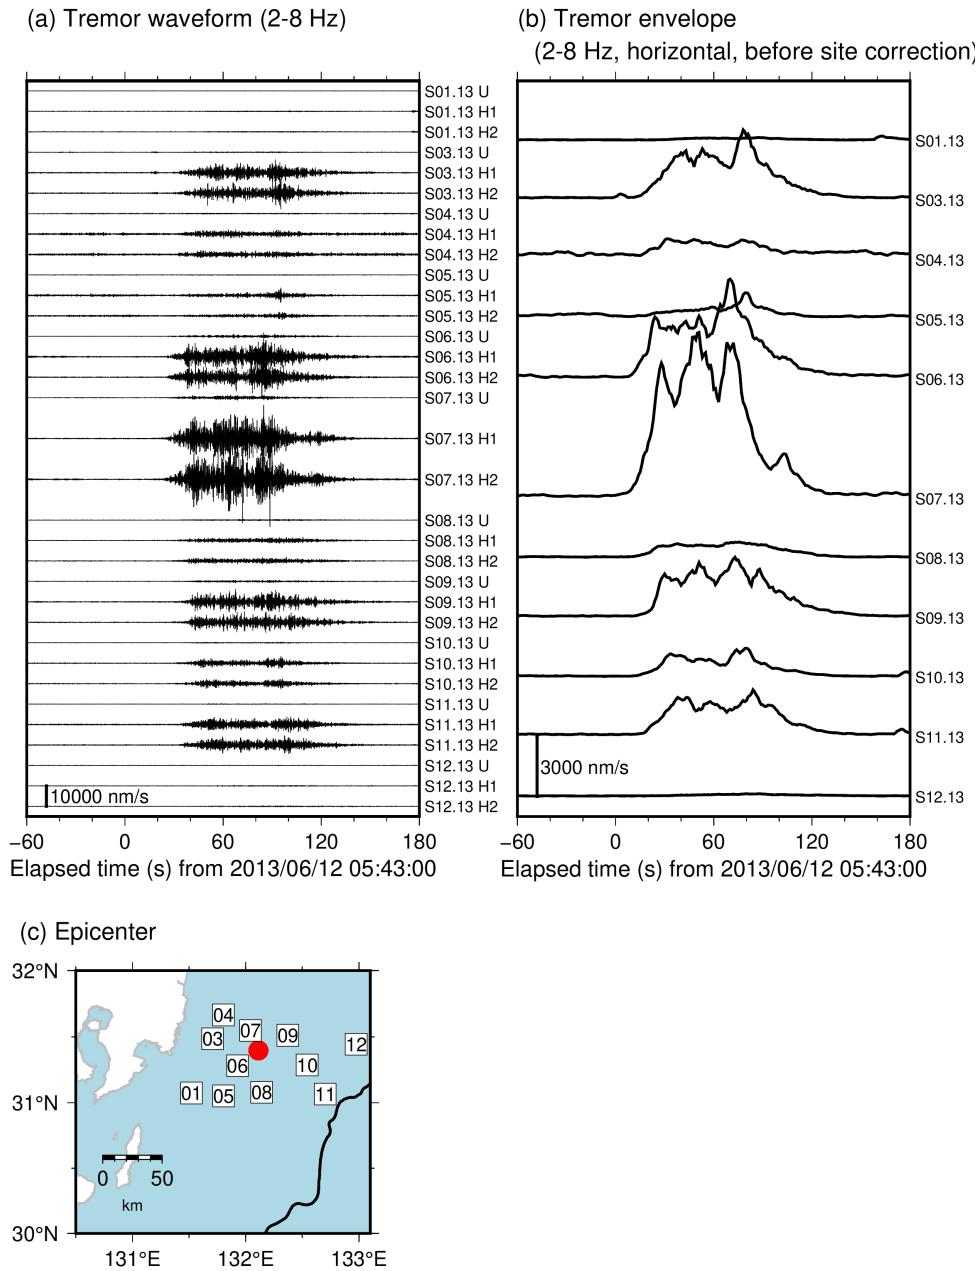 (a) Tremor waveform (2-8 Hz)
S01.13 U
S01.13 H1
S01.13 H2
S03.13 U
S03.13 H1
S03.13 H2
S04.13 U
S04.13 H1
S04.13 H2
S05.13 U
S05.13 H1
S05.13 H2
S06.13 U
S06.13 H1
S06.13 H2
S07.13 U
S07.13 H1
S07.13 H2
S08.13 U
S08.13 H1
S08.13 H2
S09.13 U
S09.13 H1
S09.13 H2
S10.13 U
S10.13 H1
S10.13 H2
S11.13 U
S11.13 H1
S11.13 H2
S12.13 U
S12.13 H1
S12.13 H2
10000 nm/s
−60 0 60 120 180
Elapsed time (s) from 2013/06/12 05:43:00
(b) Tremor envelope
(2-8 Hz, horizontal, before site correction)
S01.13
S03.13
S04.13
S05.13
S06.13
S07.13
S08.13
S09.13
S10.13
S11.13
S12.13
3000 nm/s
−60 0 60 120 180
Elapsed time (s) from 2013/06/12 05:43:00
(c) Epicenter
32°N
31°N
30°N
04
03
07
09
12
06
10
01
05
08
11
0 50
km
131°E 132°E 133°E